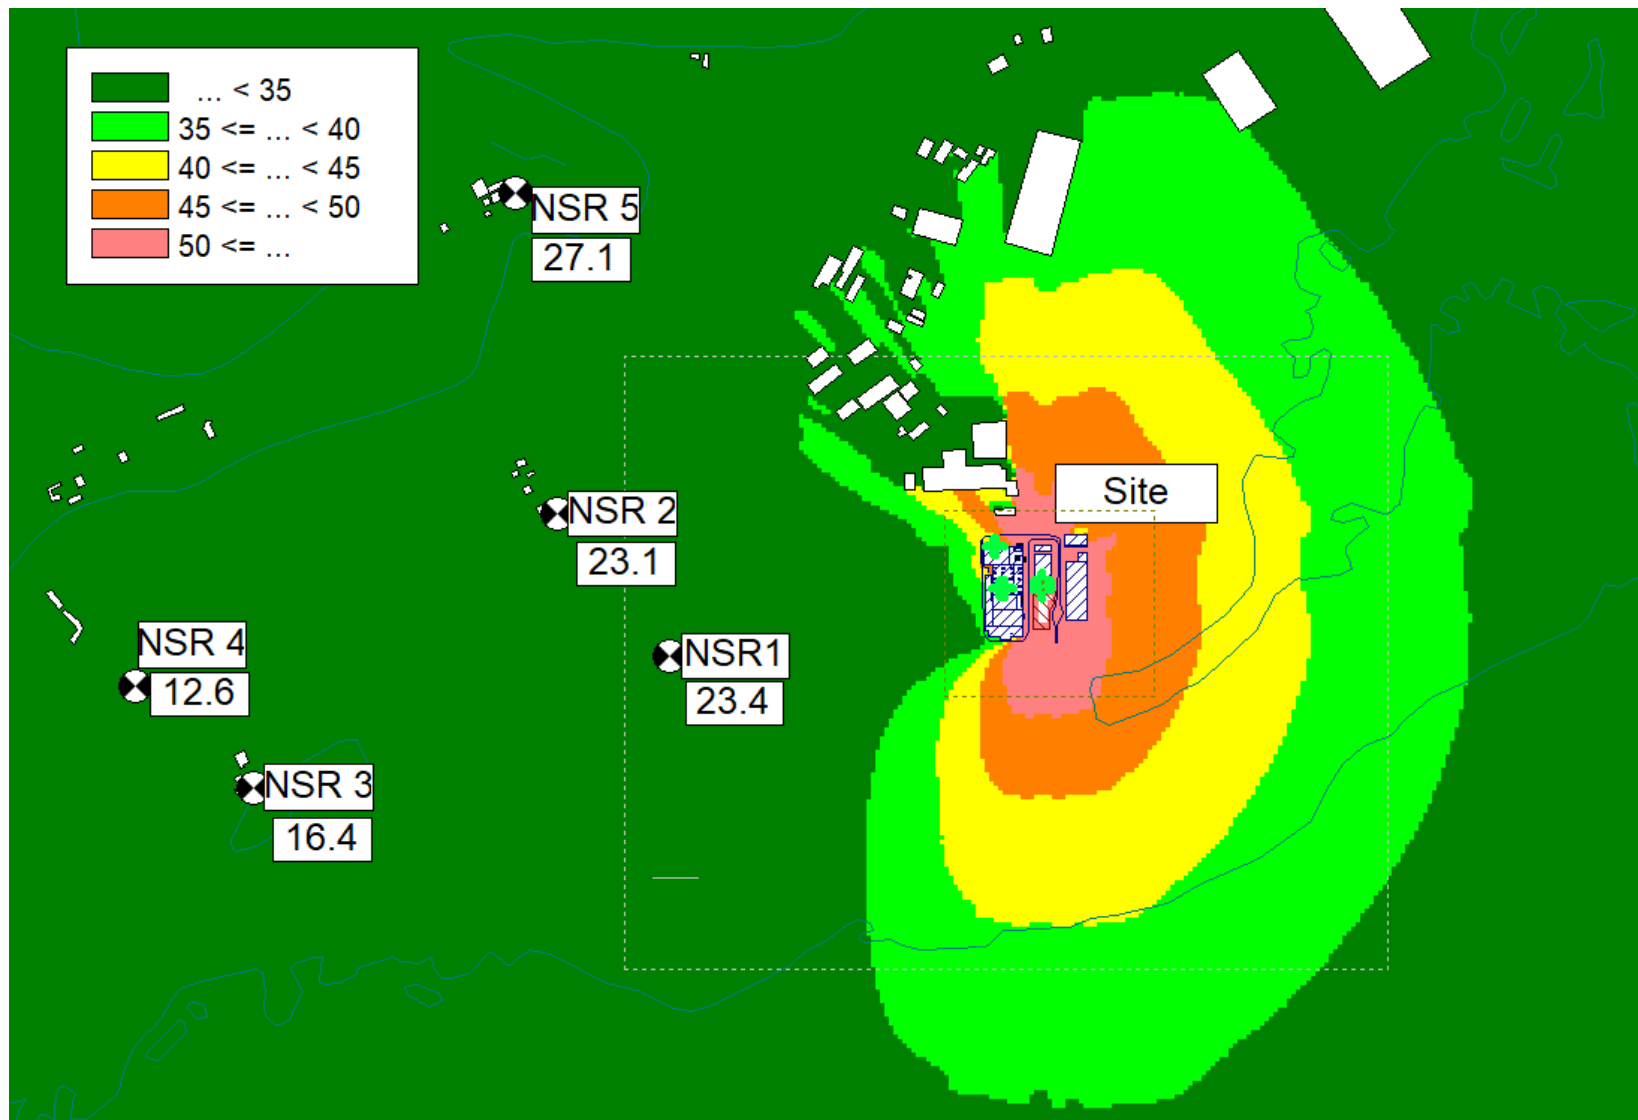 ... < 35
35 <= ... < 40
40 <= ... < 45
45 <= ... < 50
50 <= ...
NSR 5
27.1
Site
NSR 2
23.1
NSR 4
12.6
NSR1
23.4
NSR 3
16.4